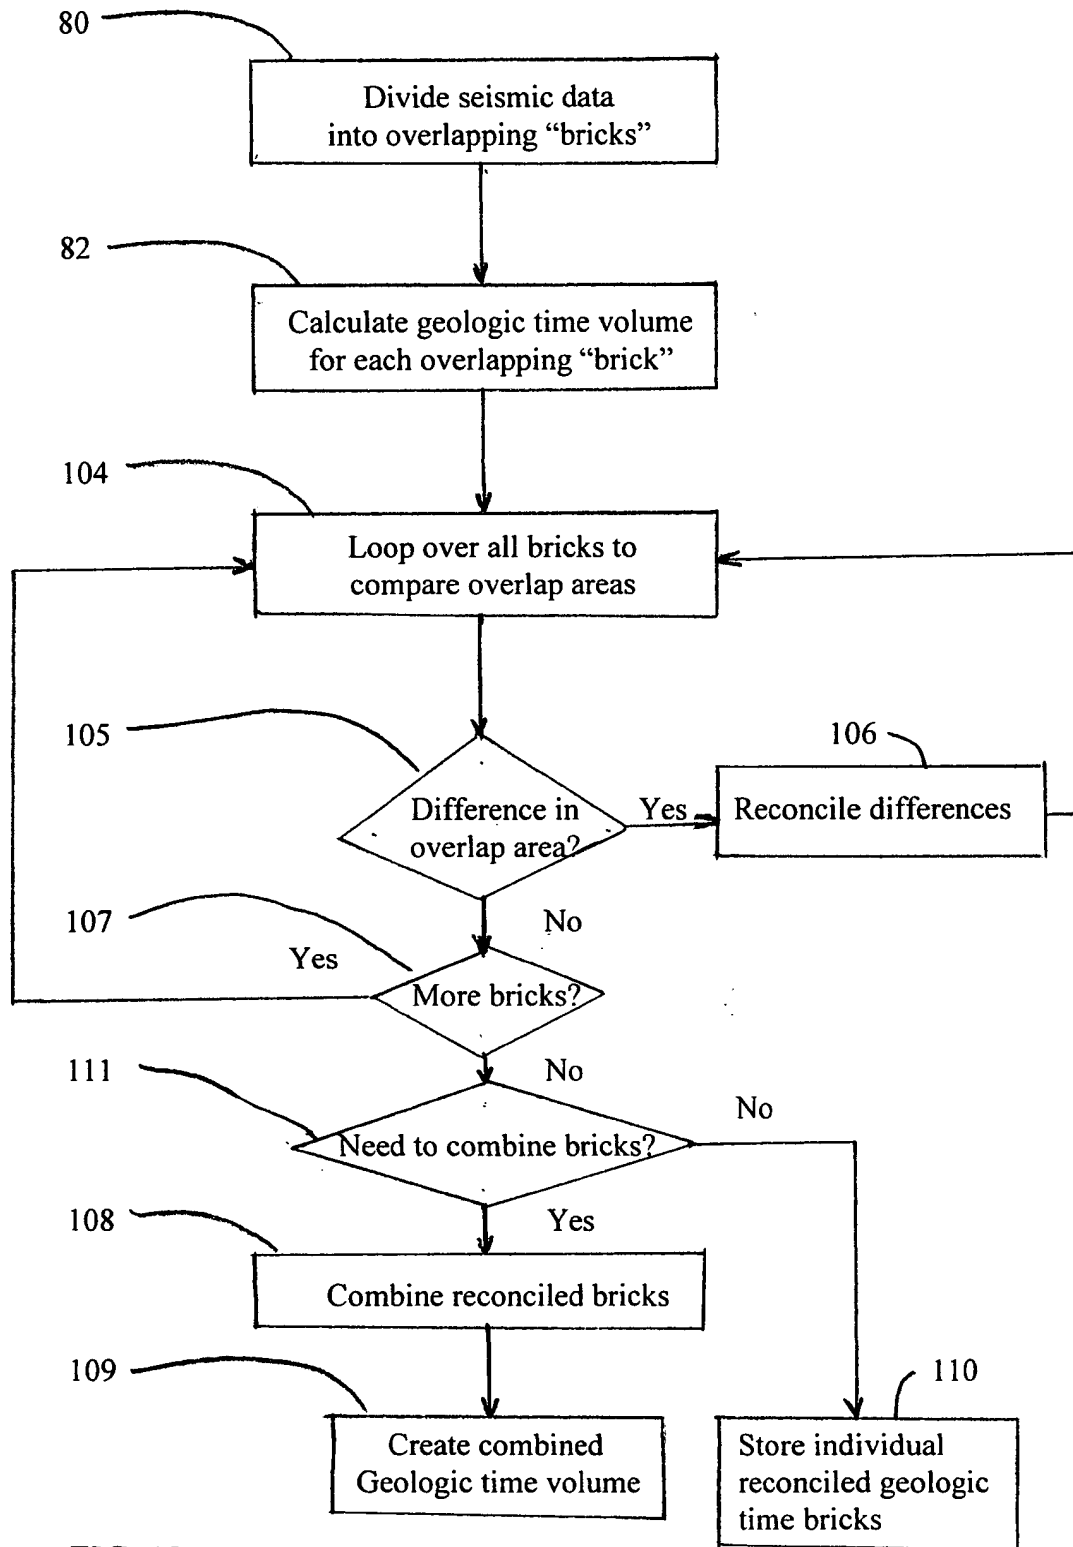 80
Divide seismic data
into overlapping “bricks”
82
Calculate geologic time volume
for each overlapping “brick”
104
Loop over all bricks to
compare overlap areas
105
Difference in
overlap area?
Yes
106
Reconcile differences
107
No
Yes
More bricks?
111
No
No
Need to combine bricks?
108
Yes
Combine reconciled bricks
109
Create combined
Geologic time volume
110
Store individual
reconciled geologic
time bricks